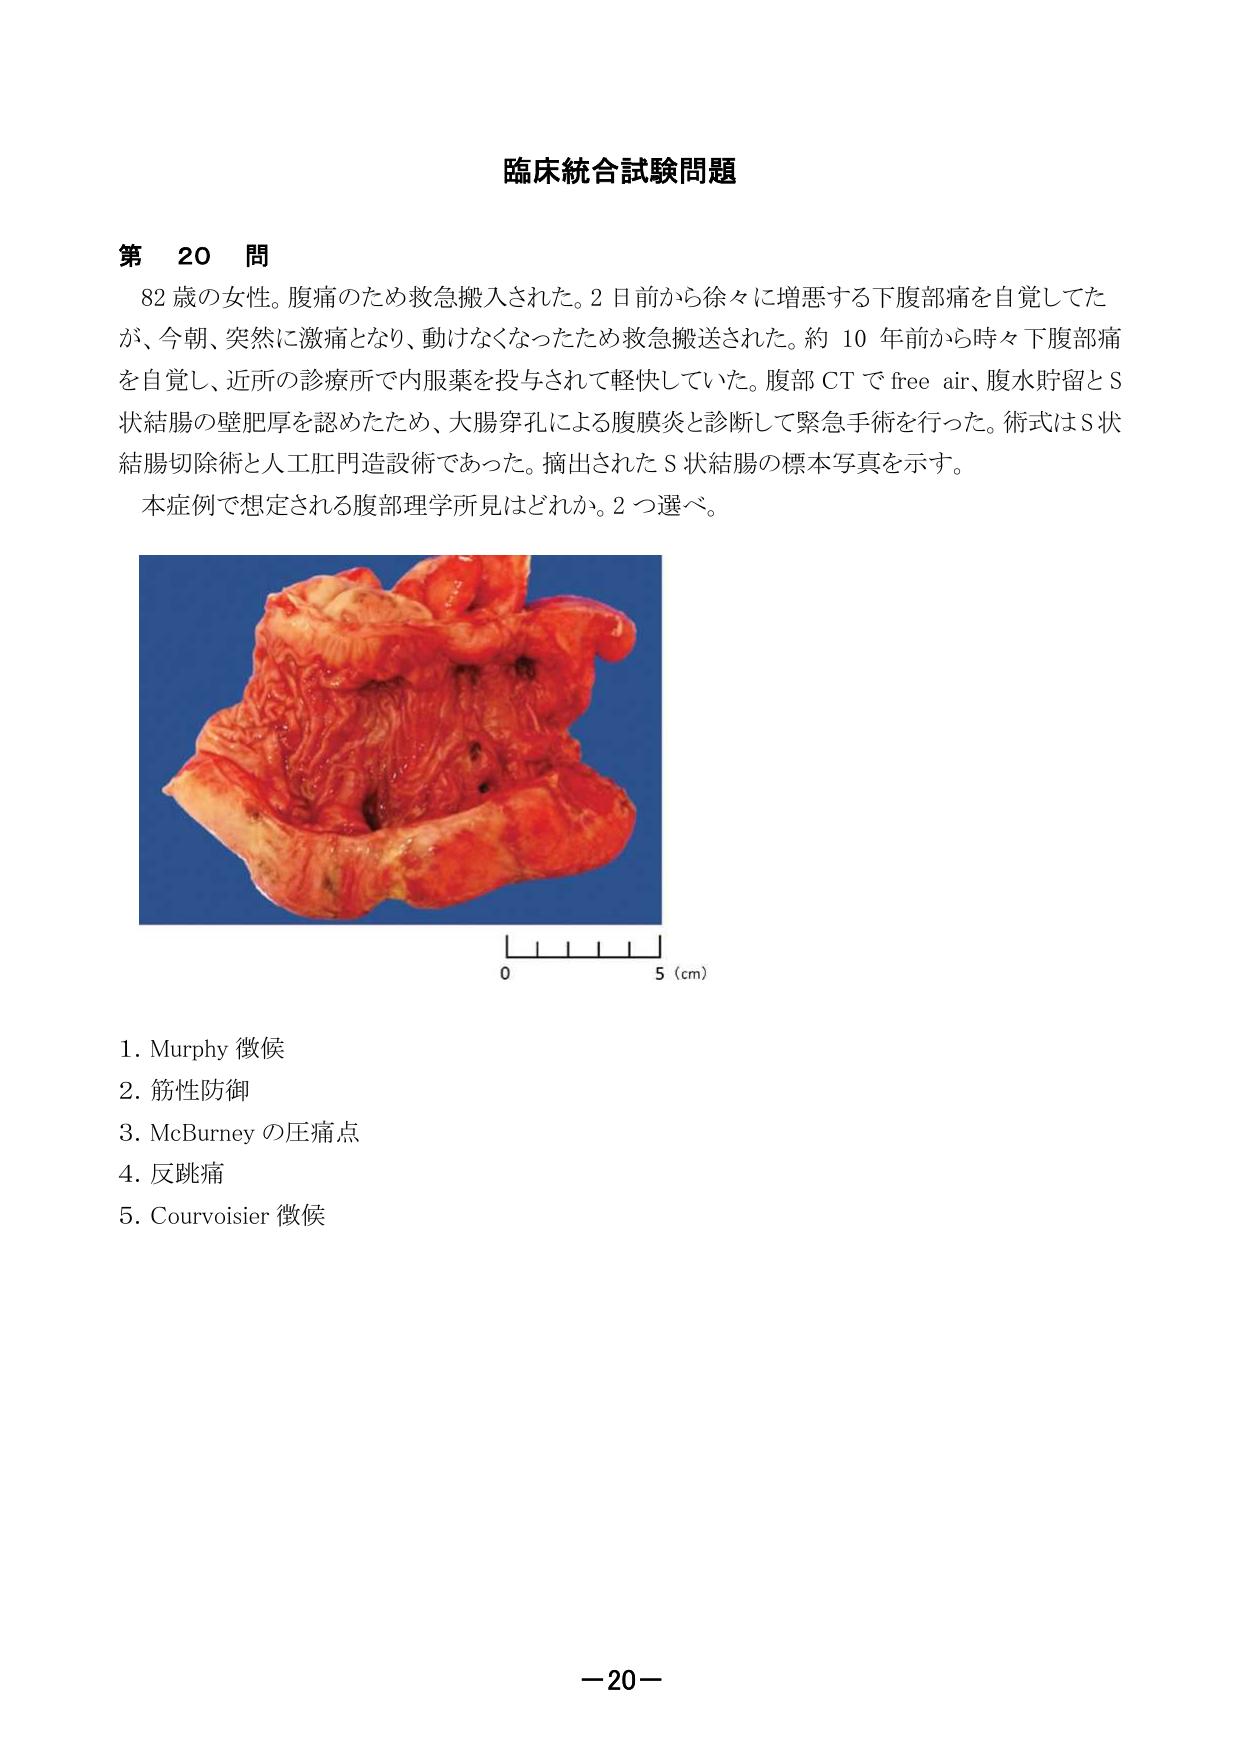 臨床統合試験問題
第 20 問
82 歳の女性。腹痛のため救急搬入された。2 日前から徐々に増悪する下腹部痛を自覚してた
が、今朝、突然に激痛となり、動けなくなったため救急搬送された。約 10 年前から時々下腹部痛
を自覚し、近所の診療所で内服薬を投与されて軽快していた。腹部 CT で free air、腹水貯留と S
状結腸の壁肥厚を認めたため、大腸穿孔による腹膜炎と診断して緊急手術を行った。術式は S 状
結腸切除術と人工肛門造設術であった。摘出された S 状結腸の標本写真を示す。
本症例で想定される腹部理学所見はどれか。2 つ選べ。
0 5 (cm)
1. Murphy 徴候
2. 筋性防御
3. McBurney の圧痛点
4. 反跳痛
5. Courvoisier 徴候
－20－